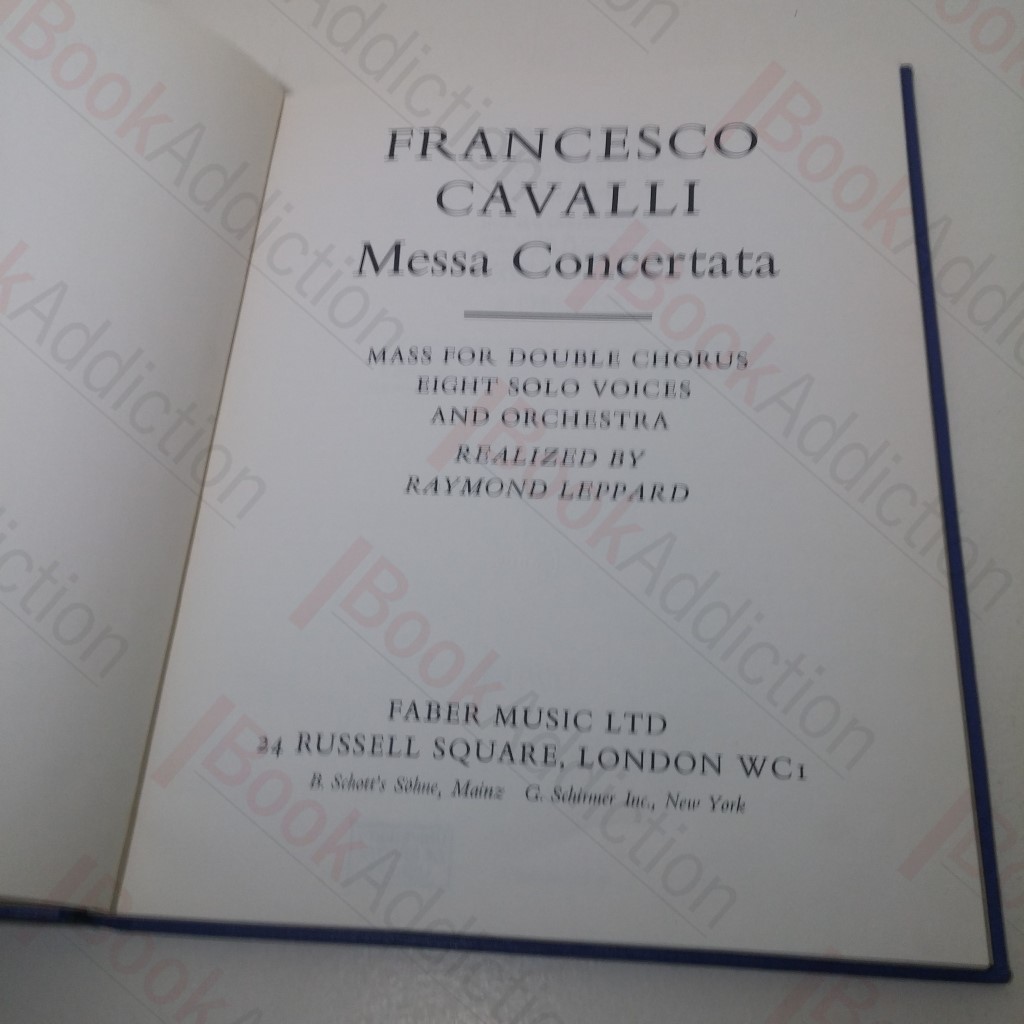 FRANCESCO
CAVALLI
Messa Concertata
MASS FOR DOUBLE CHORUS
EIGHT SOLO VOICES
AND ORCHESTRA
REALIZED BY
RAYMOND LEPPARD
FABER MUSIC LTD
24 RUSSELL SQUARE, LONDON WC1
B. Schott's Söhne, Mainz G. Schirmer Inc., New York
BookAddiction